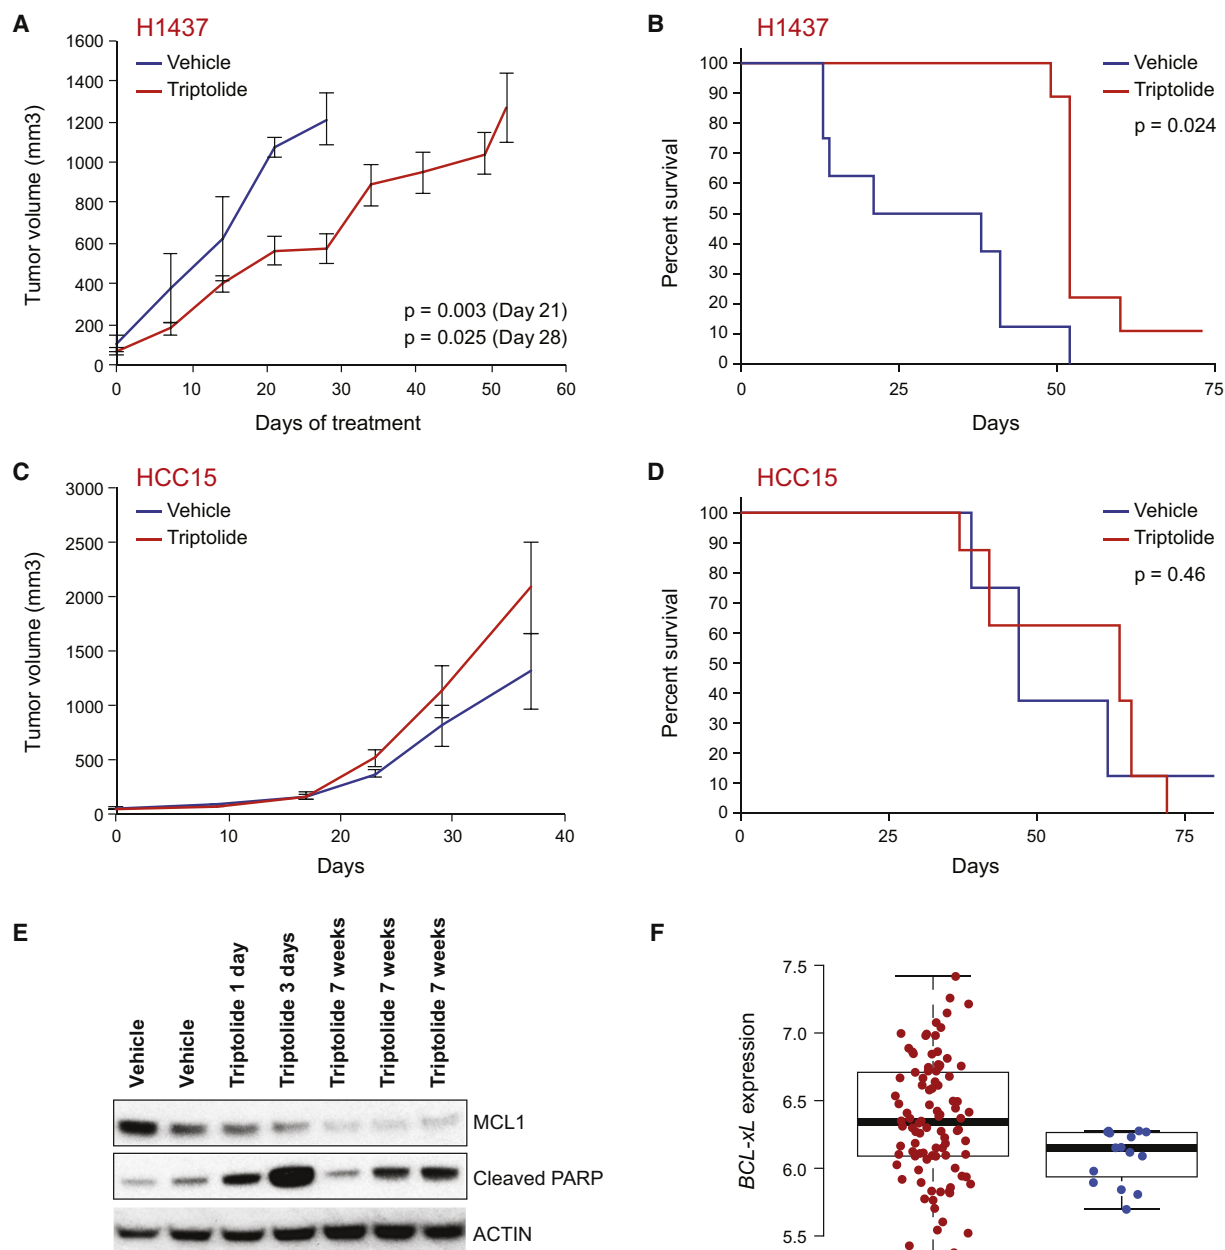 A
H1437
Vehicle
Triptolide
1600
1400
1200
1000
800
600
400
200
0
Tumor volume (mm3)
p = 0.003 (Day 21)
p = 0.025 (Day 28)
0 10 20 30 40 50 60
Days of treatment
B
H1437
Vehicle
Triptolide
p = 0.024
100
90
80
70
60
50
40
30
20
10
0
Percent survival
0 25 50 75
Days
C
HCC15
Vehicle
Triptolide
3000
2500
2000
1500
1000
500
0
Tumor volume (mm3)
0 10 20 30 40
Days
D
HCC15
Vehicle
Triptolide
p = 0.46
100
90
80
70
60
50
40
30
20
10
0
Percent survival
0 25 50 75
Days
E
Vehicle
Vehicle
Triptolide 1 day
Triptolide 3 days
Triptolide 7 weeks
Triptolide 7 weeks
Triptolide 7 weeks
MCL1
Cleaved PARP
ACTIN
F
7.5
7.0
6.5
6.0
5.5
BCL-xL expression